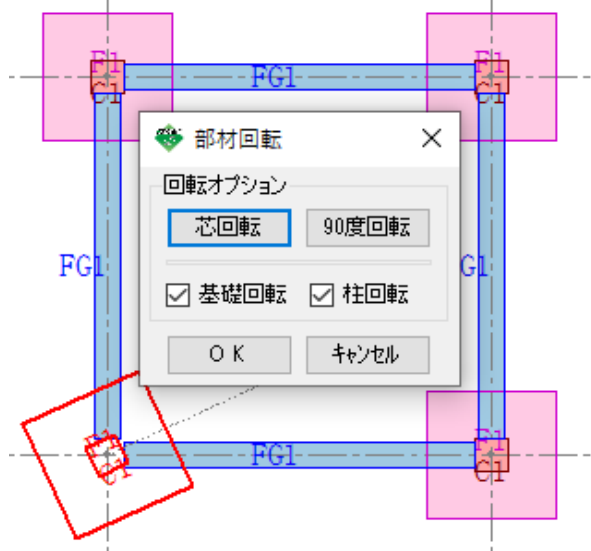 F1
C1
FG1
F1
C1
部材回転
回転オプション
芯回転
90度回転
FG1
G1
基礎回転
柱回転
O K
キャンセル
FG1
F1
C1